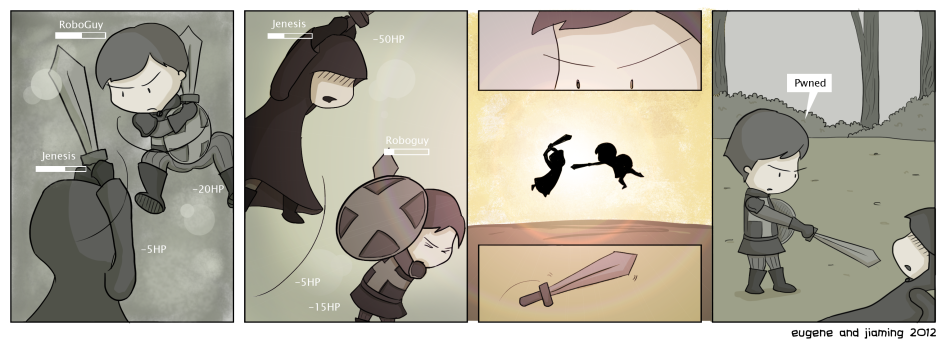 RoboGuy
Jenesis
-20HP
-5HP
Jenesis
-50HP
Roboguy
-5HP
-15HP
Pwned
eugene and jiaming 2012